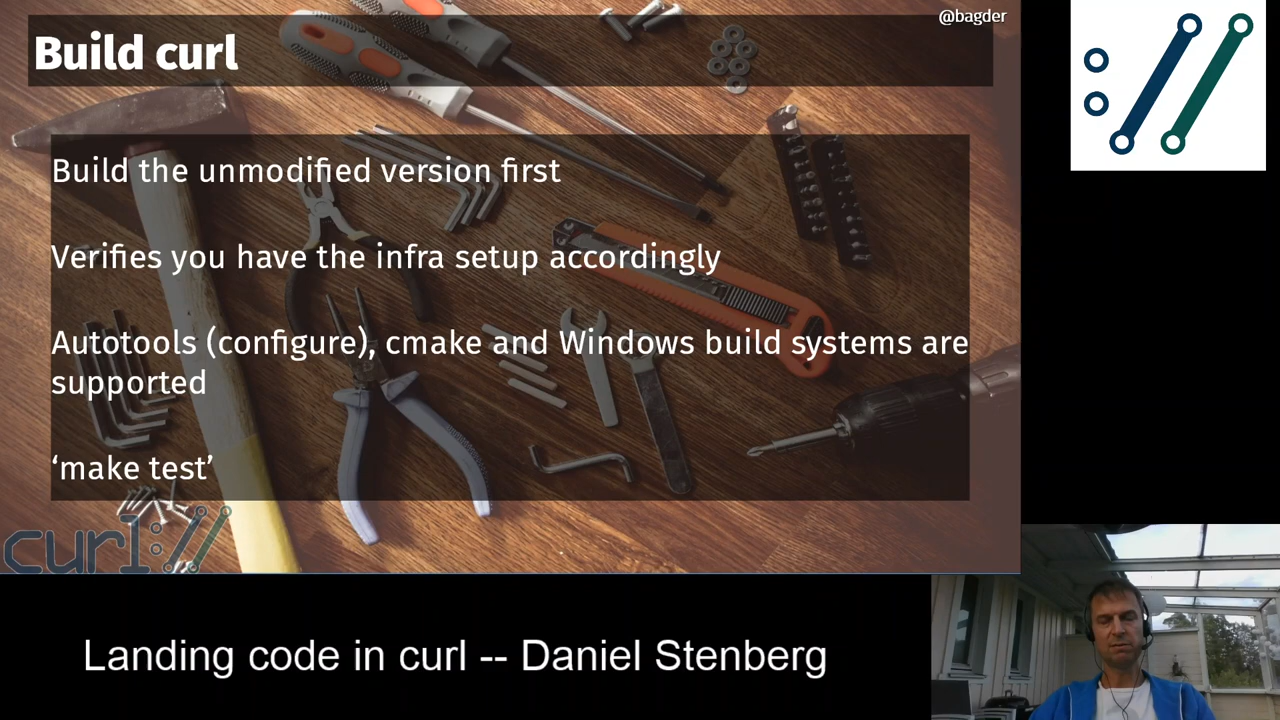 @bagder
Build curl
Build the unmodified version first
Verifies you have the infra setup accordingly
Autotools (configure), cmake and Windows build systems are
supported
‘make test’
curl://
Landing code in curl -- Daniel Stenberg